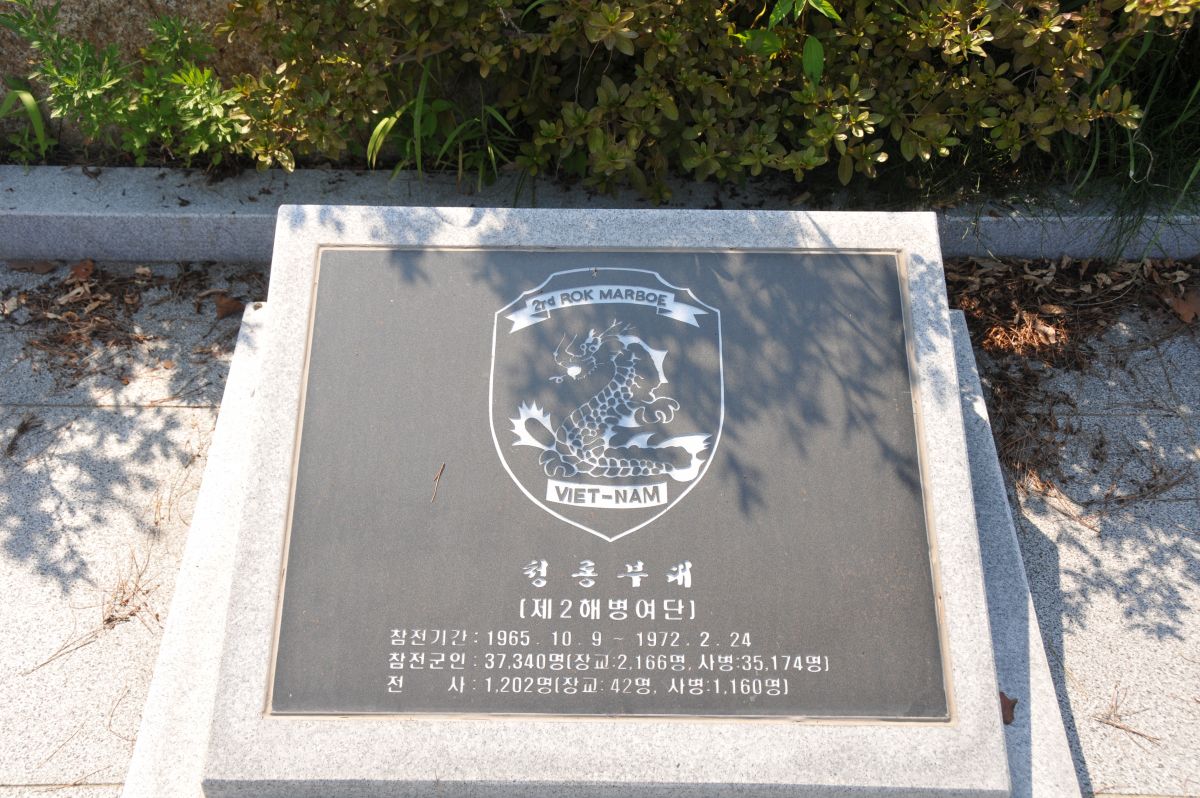 2rd ROK MARBOE
VIET-NAM
청룡부대
[제2해병여단]
참전기간 : 1965. 10. 9 ~ 1972. 2. 24
참전군인 : 37,340명(장교:2,166명, 사병:35,174명)
전 사 : 1,202명(장교: 42명, 사병:1,160명)